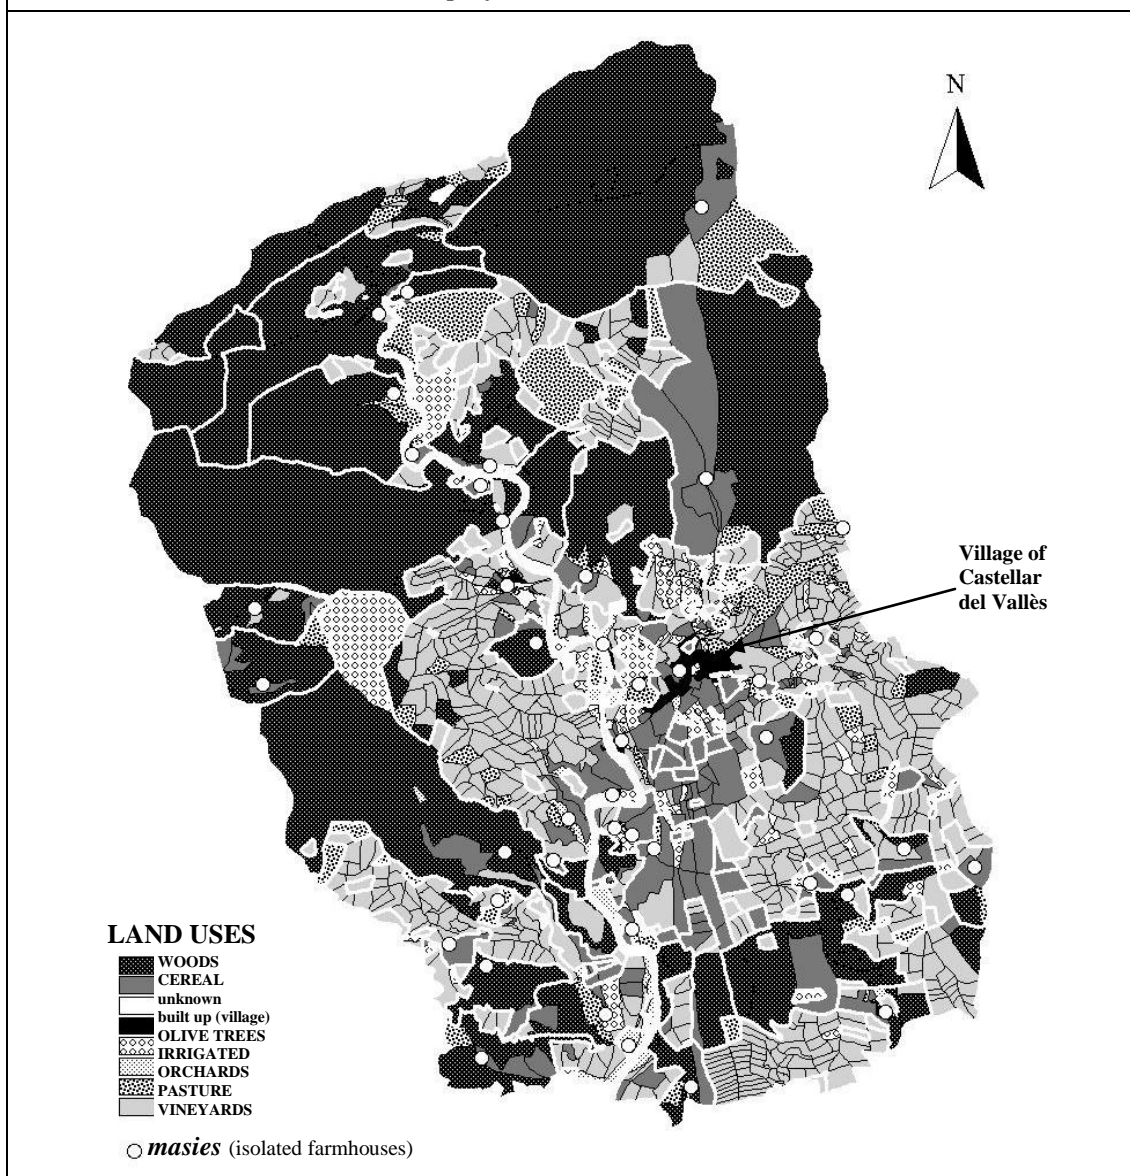 N
Village of
Castellar
del Vallès
LAND USES
WOODS
CEREAL
unknown
built up (village)
OLIVE TREES
IRRIGATED
ORCHARDS
PASTURE
VINEYARDS
masies (isolated farmhouses)